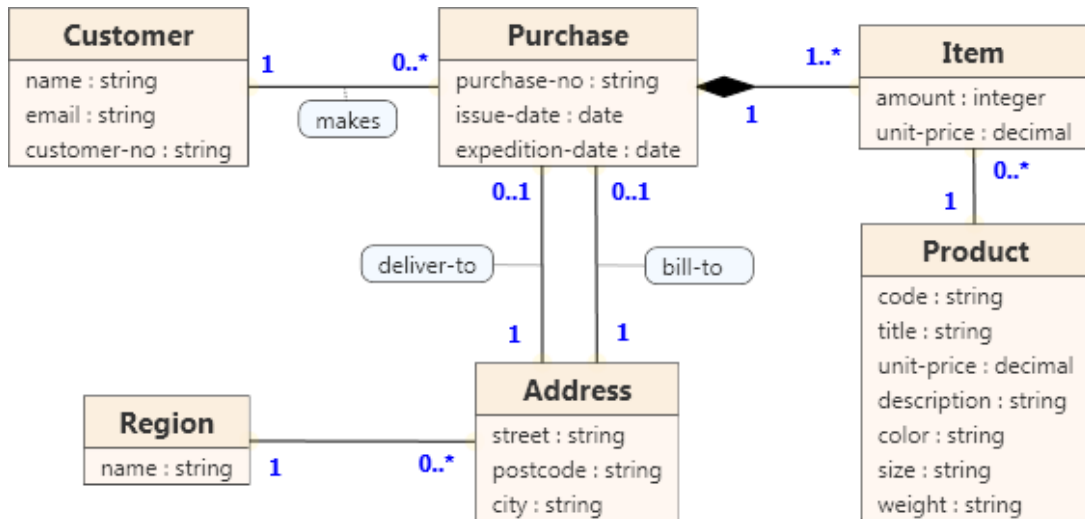 Customer
name : string
email : string
customer-no : string
1
0..*
makes
Purchase
purchase-no : string
issue-date : date
expedition-date : date
1..*
1
Item
amount : integer
unit-price : decimal
0..*
1
0..1
0..1
deliver-to
bill-to
1
1
Product
code : string
title : string
unit-price : decimal
description : string
color : string
size : string
weight : string
Region
name : string
1
0..*
Address
street : string
postcode : string
city : string